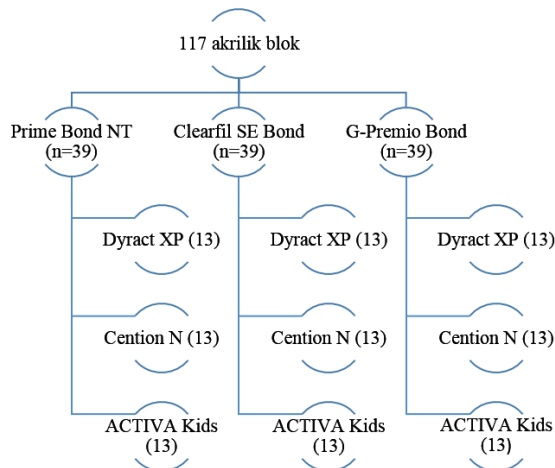 117 akrilik blok
Prime Bond NT
(n=39)
Clearfil SE Bond
(n=39)
G-Premio Bond
(n=39)
Dyract XP (13)
Dyract XP (13)
Dyract XP (13)
Cention N (13)
Cention N (13)
Cention N (13)
ACTIVA Kids
(13)
ACTIVA Kids
(13)
ACTIVA Kids
(13)